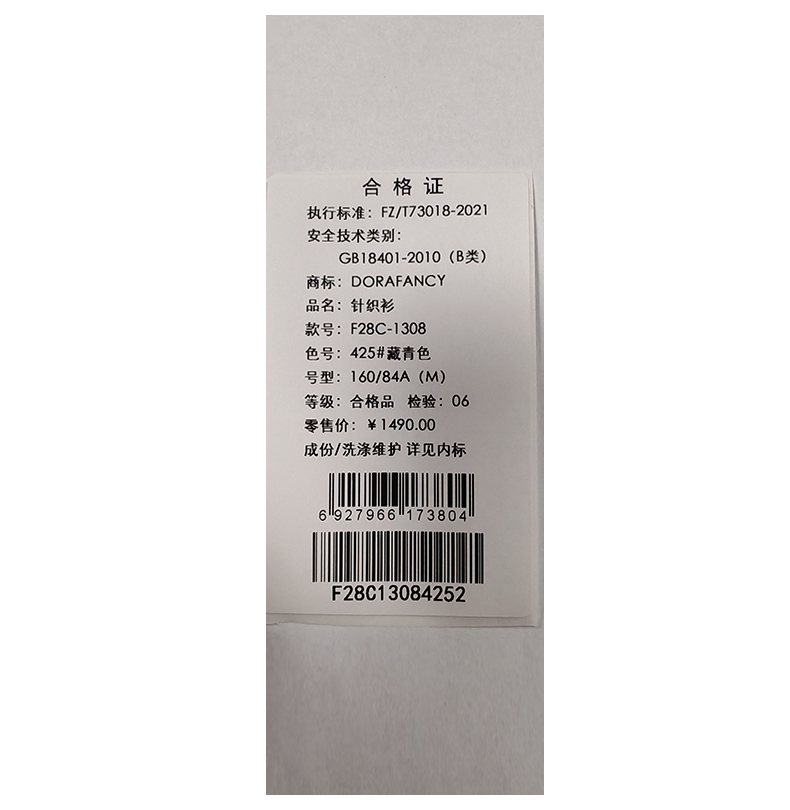 合格证
执行标准：FZ/T73018-2021
安全技术类别：
GB18401-2010（B类）
商标：DORAFANCY
品名：针织衫
款号：F28C-1308
色号：425#藏青色
号型：160/84A（M）
等级：合格品 检验：06
零售价：￥1490.00
成份/洗涤维护 详见内标
6 927966 173804
F28C13084252